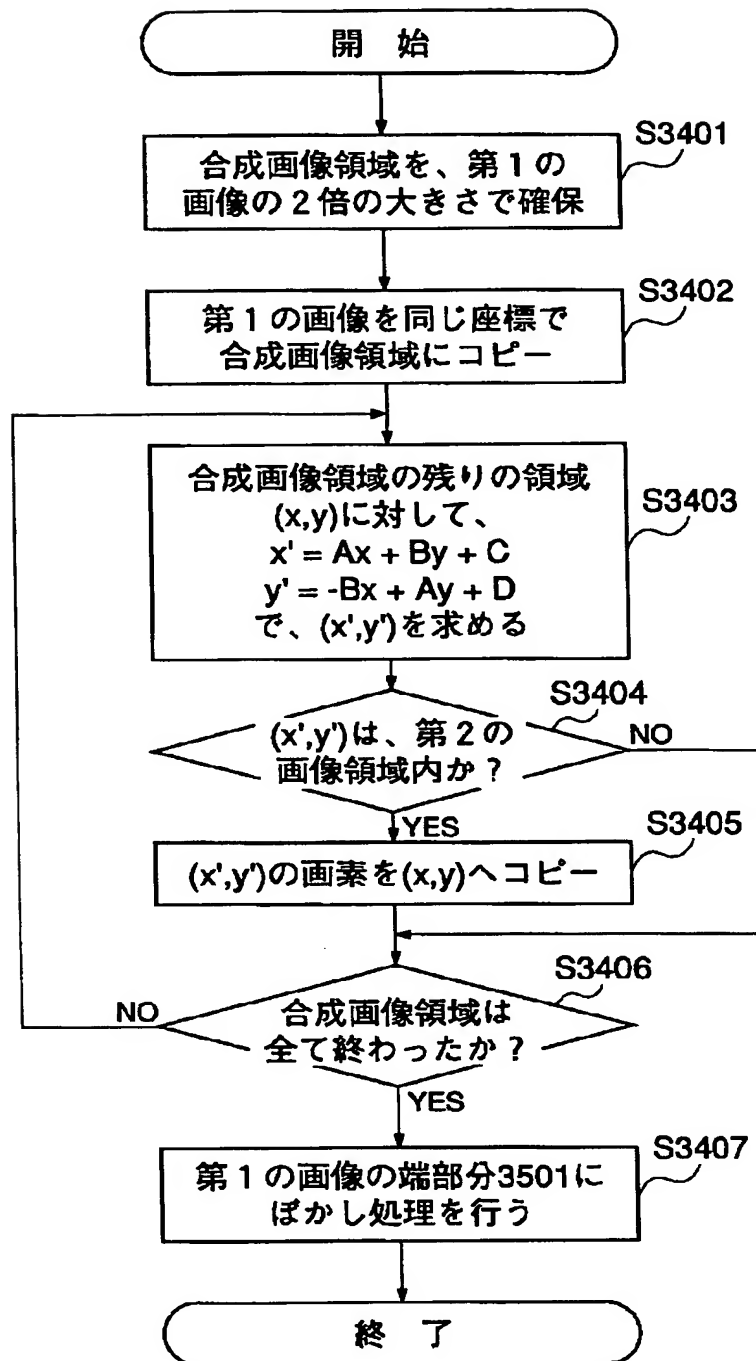 開 始
S3401
合成画像領域を、第1の
画像の2倍の大きさで確保
S3402
第1の画像を同じ座標で
合成画像領域にコピー
合成画像領域の残りの領域
(x,y)に対して、
S3403
x' = Ax + By + C
y' = -Bx + Ay + D
で、(x',y')を求める
S3404
(x',y')は、第2の
NO
画像領域内か？
YES
S3405
(x',y')の画素を(x,y)へコピー
S3406
NO
合成画像領域は
全て終わったか？
YES
S3407
第1の画像の端部分3501に
ぼかし処理を行う
終 了